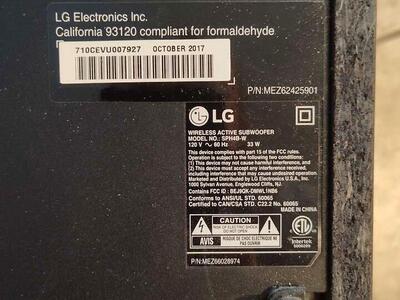 LG Electronics Inc.
California 93120 compliant for formaldehyde
710CEVU007927 OCTOBER 2017
P/N:MEZ62425901
LG
WIRELESS ACTIVE SUBWOOFER
MODEL NO.: SPH4B-W
120 V ~ 60 Hz 33 W
This device complies with part 15 of the FCC rules.
Operation is subject to the following two conditions:
(1) This device may not cause harmful interference, and
(2) This device must accept any interference received,
including interference that may cause undesired operation.
Marketed and Distributed by LG Electronics U.S.A., Inc.
1000 Sylvan Avenue, Englewood Cliffs, NJ.
Contains FCC ID : BEJ9QK-DMWL1NB6
Conforms to ANSI/UL STD. 60065
Certified to CAN/CSA STD. C22.2 No. 60065
MADE IN CHINA
CAUTION
RISK OF ELECTRIC SHOCK
DO NOT OPEN
AVIS
RISQUE DE CHOC ELECTRIQUE NE
PAS OUVRIR
ETL
Intertek
P/N:MEZ66028974